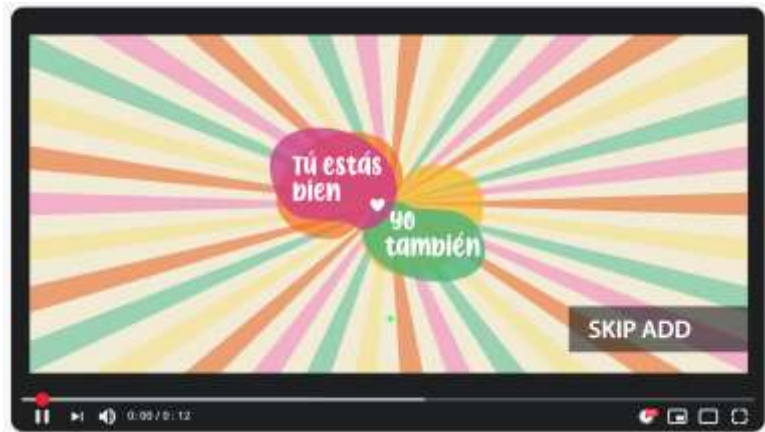 Tú estás
bien
yo
también
SKIP ADD
0:00 / 0:12